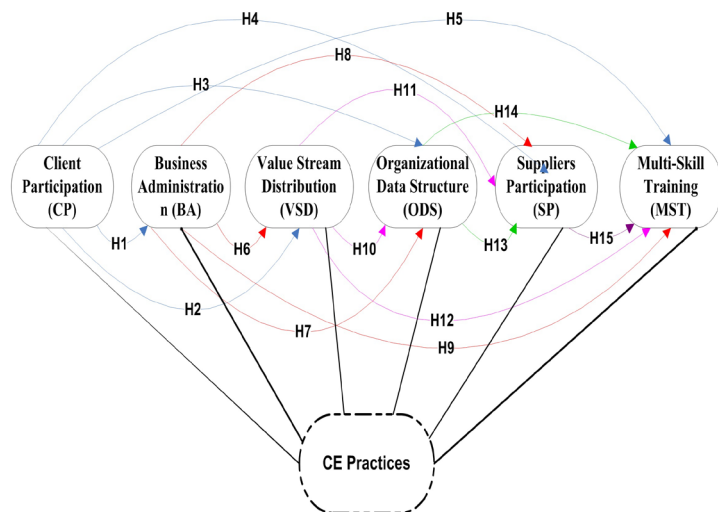 H4
H5
H3
H8
H11
H14
Client
Participation
(CP)
Business
Administratio
n (BA)
Value Stream
Distribution
(VSD)
Organizational
Data Structure
(ODS)
Suppliers
Participation
(SP)
Multi-Skill
Training
(MST)
H1
H6
H10
H13
H15
H2
H7
H12
H9
CE Practices